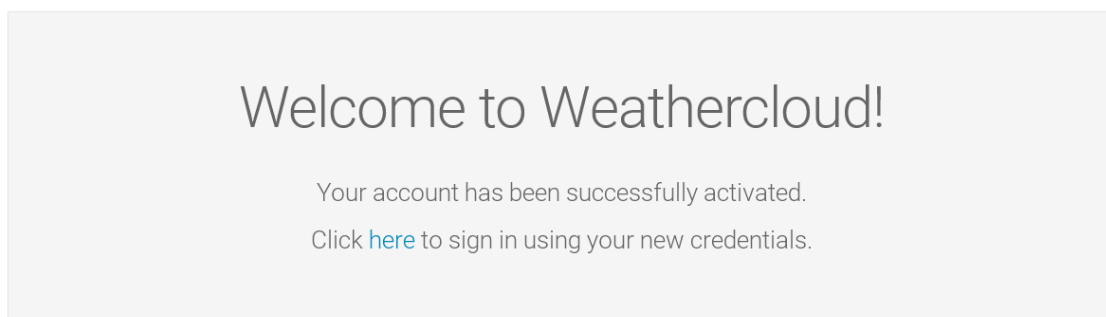 Welcome to Weathercloud!
Your account has been successfully activated.
Click here to sign in using your new credentials.